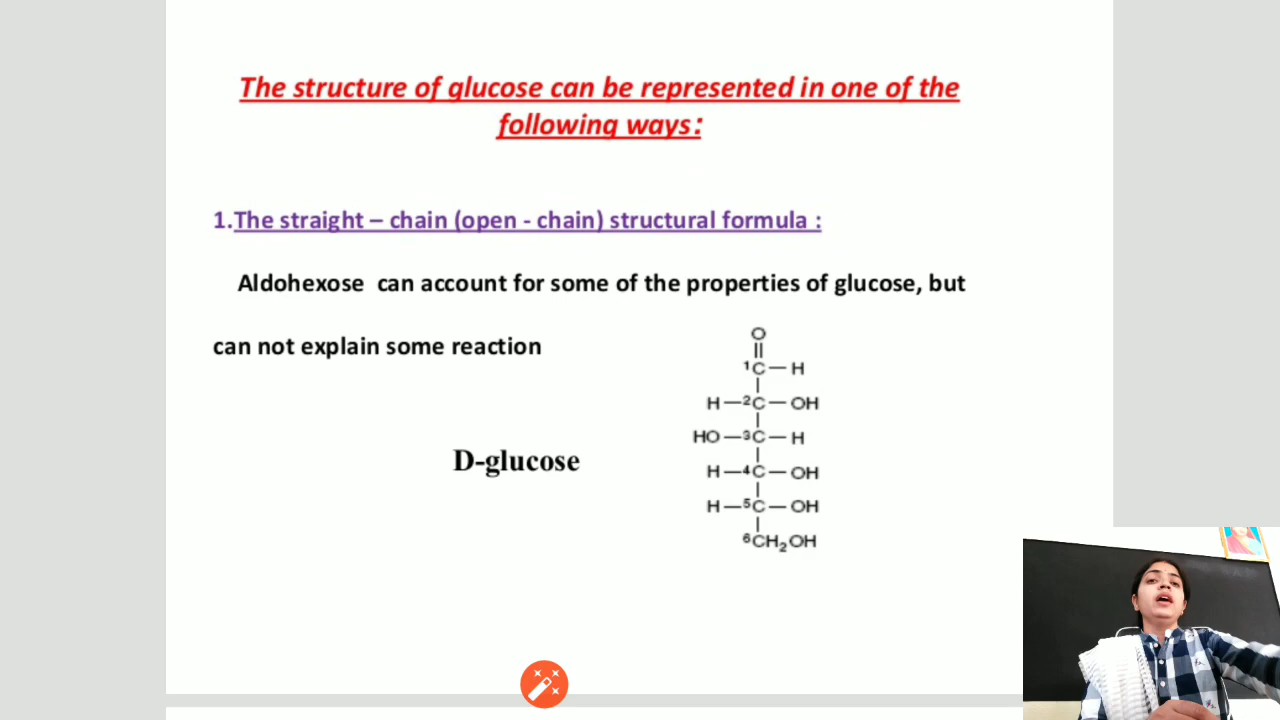 The structure of glucose can be represented in one of the
following ways:
1.The straight – chain (open - chain) structural formula :
Aldohexose can account for some of the properties of glucose, but
can not explain some reaction
D-glucose
O
||
¹C—H
|
H—²C—OH
|
HO—³C—H
|
H—⁴C—OH
|
H—⁵C—OH
|
⁶CH₂OH